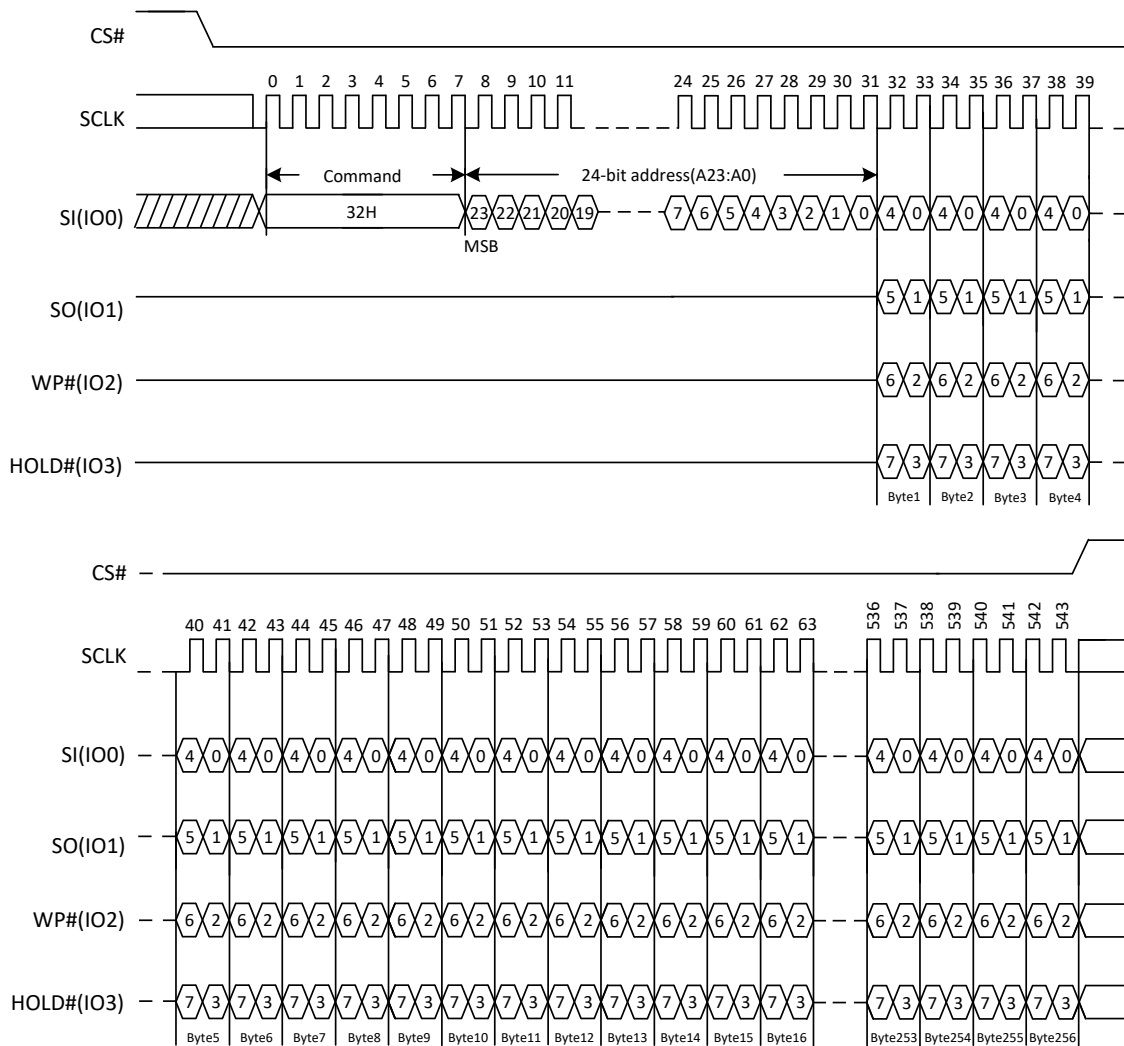 CS#
0 1 2 3 4 5 6 7 8 9 10 11 24 25 26 27 28 29 30 31 32 33 34 35 36 37 38 39
SCLK
Command 24-bit address(A23:A0)
SI(IO0) 32H 23 22 21 20 19 7 6 5 4 3 2 1 0 4 0 4 0 4 0 4 0
MSB
SO(IO1) 5 1 5 1 5 1 5 1
WP#(IO2) 6 2 6 2 6 2 6 2
HOLD#(IO3) 7 3 7 3 7 3 7 3
Byte1 Byte2 Byte3 Byte4
CS#
40 41 42 43 44 45 46 47 48 49 50 51 52 53 54 55 56 57 58 59 60 61 62 63 536 537 538 539 540 541 542 543
SCLK
SI(IO0) 4 0 4 0 4 0 4 0 4 0 4 0 4 0 4 0 4 0 4 0 4 0 4 0 4 0 4 0 4 0 4 0
SO(IO1) 5 1 5 1 5 1 5 1 5 1 5 1 5 1 5 1 5 1 5 1 5 1 5 1 5 1 5 1 5 1 5 1
WP#(IO2) 6 2 6 2 6 2 6 2 6 2 6 2 6 2 6 2 6 2 6 2 6 2 6 2 6 2 6 2 6 2 6 2
HOLD#(IO3) 7 3 7 3 7 3 7 3 7 3 7 3 7 3 7 3 7 3 7 3 7 3 7 3 7 3 7 3 7 3 7 3
Byte5 Byte6 Byte7 Byte8 Byte9 Byte10 Byte11 Byte12 Byte13 Byte14 Byte15 Byte16 Byte253 Byte254 Byte255 Byte256